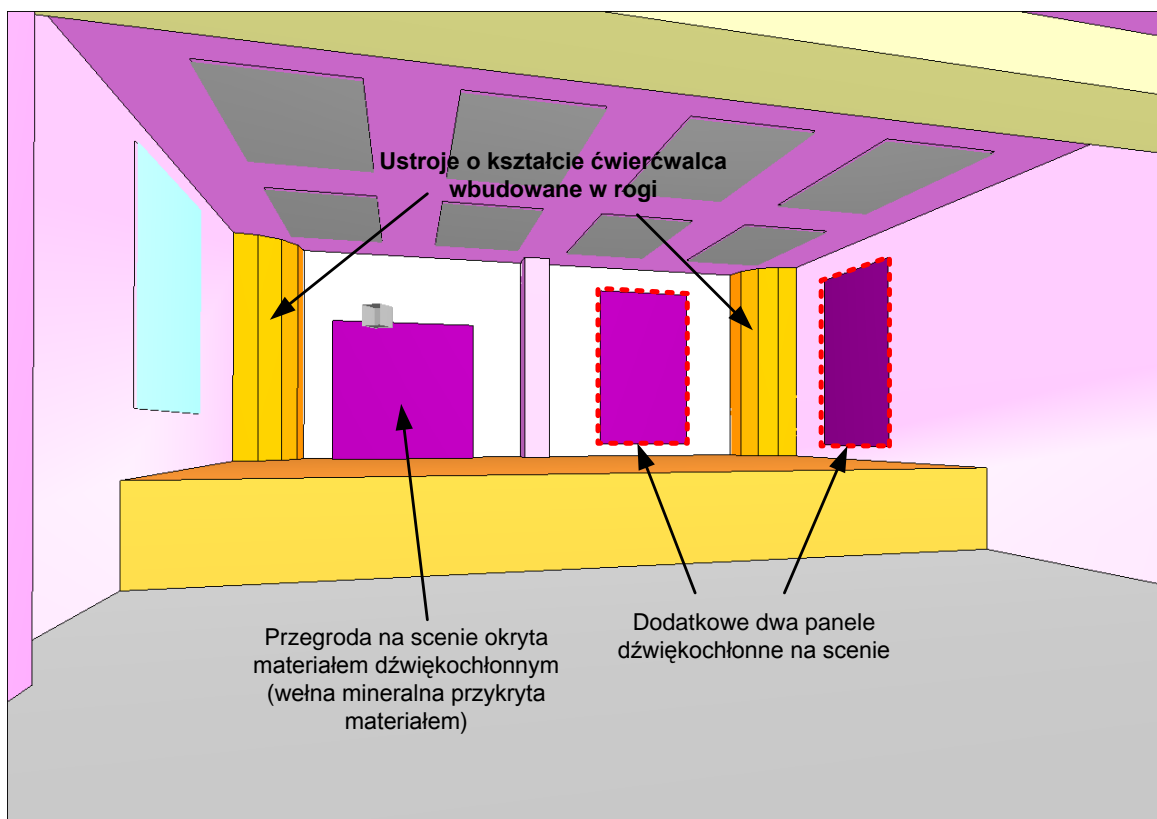 Ustroje o kształcie ćwierćwalca
wbudowane w rogi
Przegroda na scenie okryta
materiałem dźwiękochłonnym
(wełna mineralna przykryta
materiałem)
Dodatkowe dwa panele
dźwiękochłonne na scenie